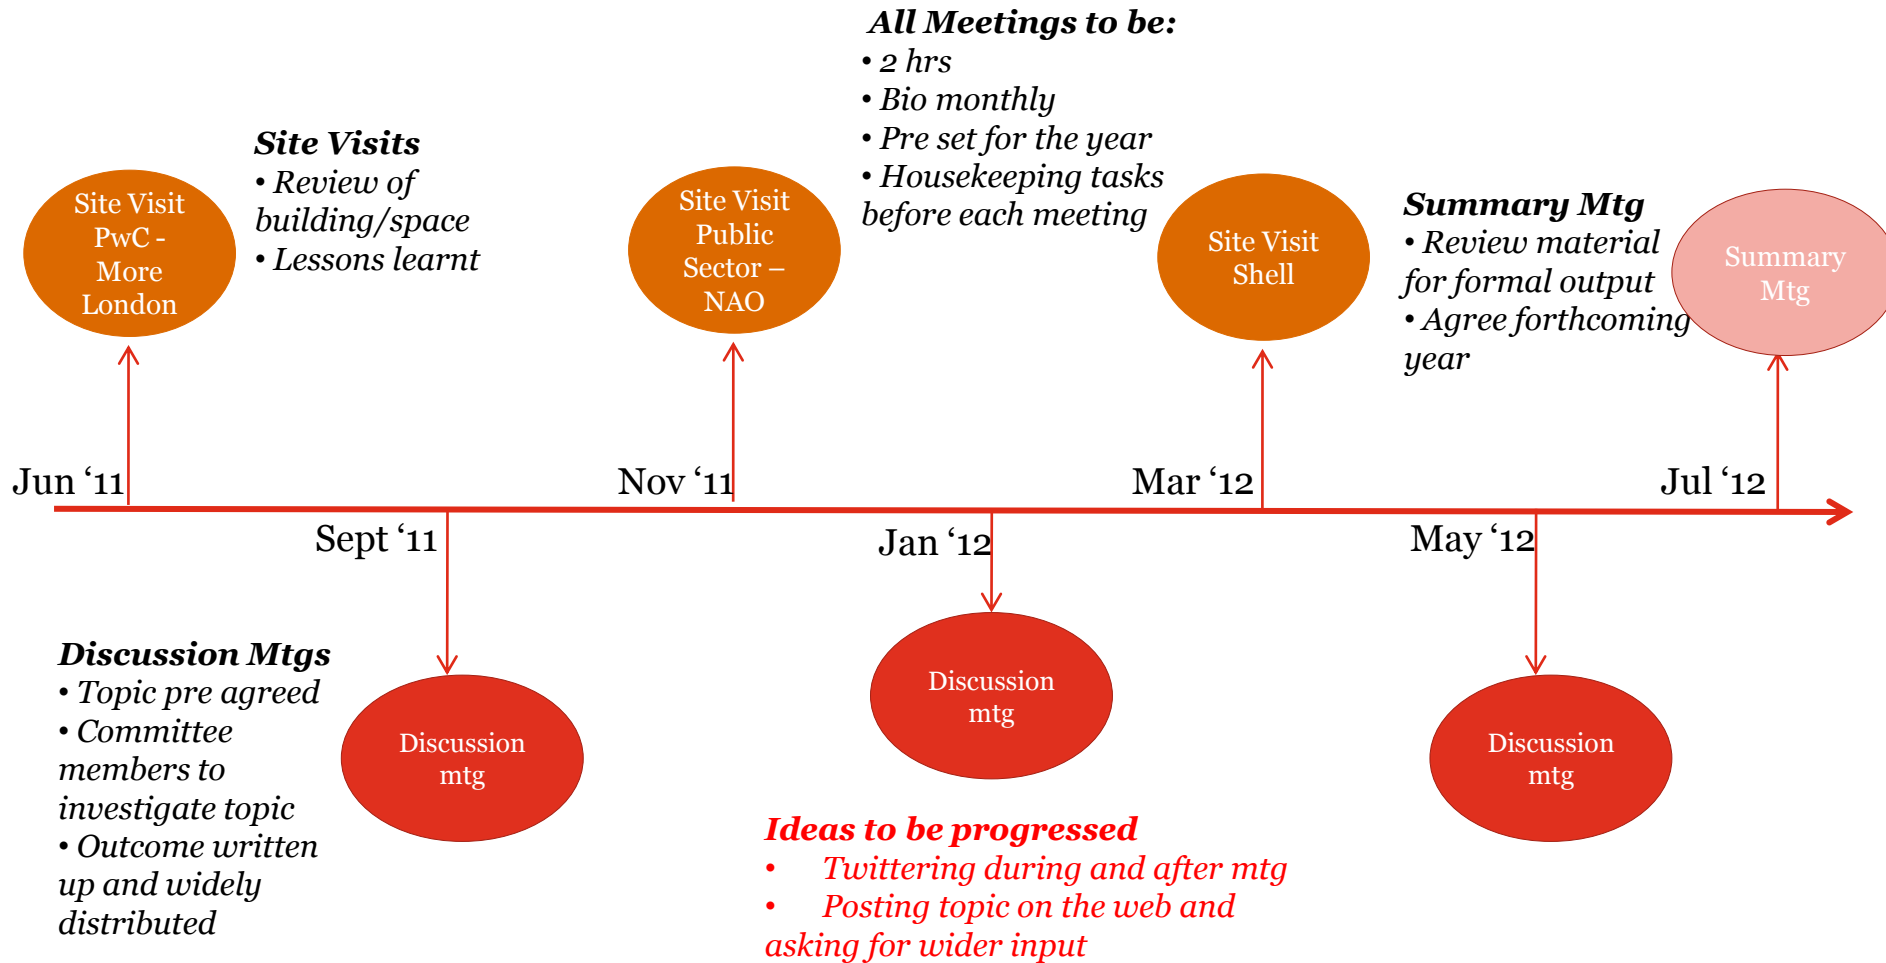 All Meetings to be:
• 2 hrs
• Bio monthly
• Pre set for the year
• Housekeeping tasks
before each meeting
Site Visits
• Review of
building/space
• Lessons learnt
Site Visit
PwC -
More
London
Site Visit
Public
Sector –
NAO
Site Visit
Shell
Summary Mtg
• Review material
for formal output
• Agree forthcoming
year
Summary
Mtg
Jun ‘11
Nov ‘11
Mar ‘12
Jul ‘12
Sept ‘11
Jan ‘12
May ‘12
Discussion Mtgs
• Topic pre agreed
• Committee
members to
investigate topic
• Outcome written
up and widely
distributed
Discussion
mtg
Discussion
mtg
Discussion
mtg
Ideas to be progressed
• Twittering during and after mtg
• Posting topic on the web and
asking for wider input